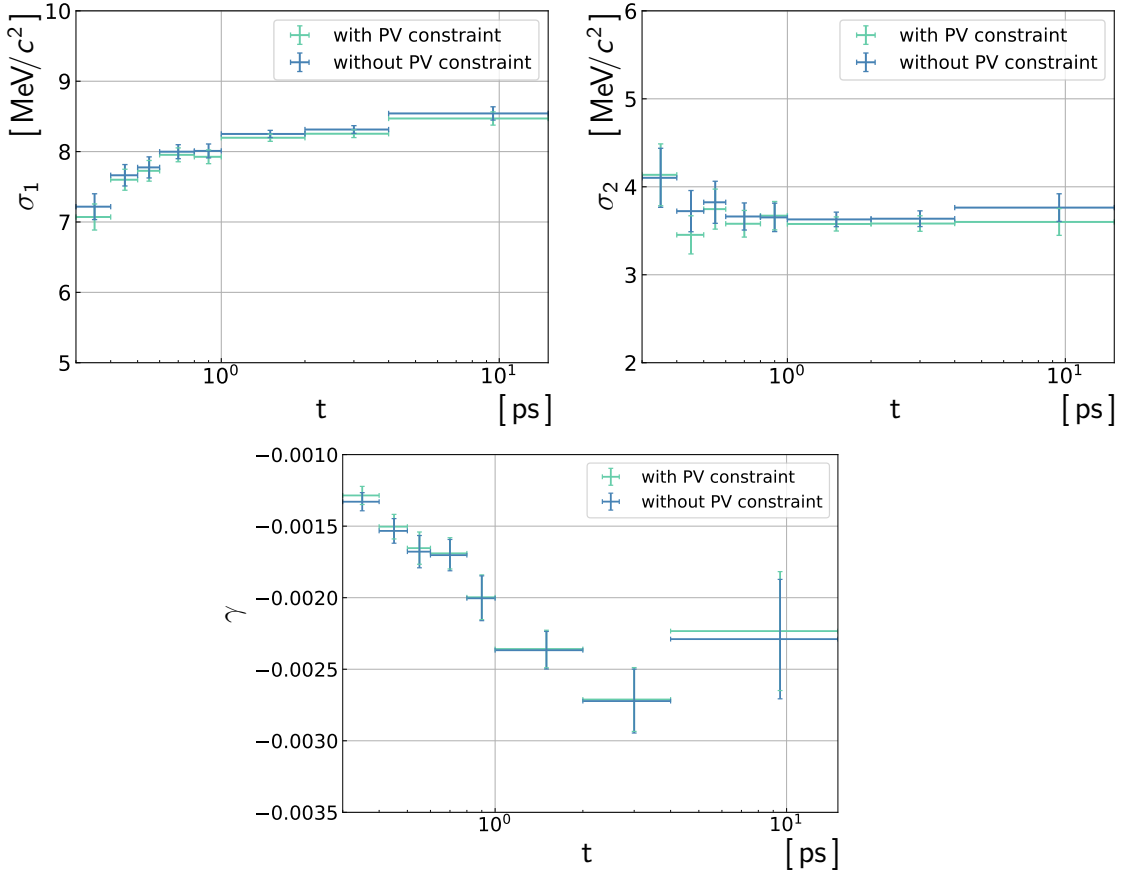 10
9
8
7
6
5
σ₁ [MeV/c²]
with PV constraint
without PV constraint
10⁰
10¹
t [ps]
6
5
4
3
2
σ₂ [MeV/c²]
with PV constraint
without PV constraint
10⁰
10¹
t [ps]
−0.0010
−0.0015
−0.0020
−0.0025
−0.0030
−0.0035
γ
with PV constraint
without PV constraint
10⁰
10¹
t [ps]